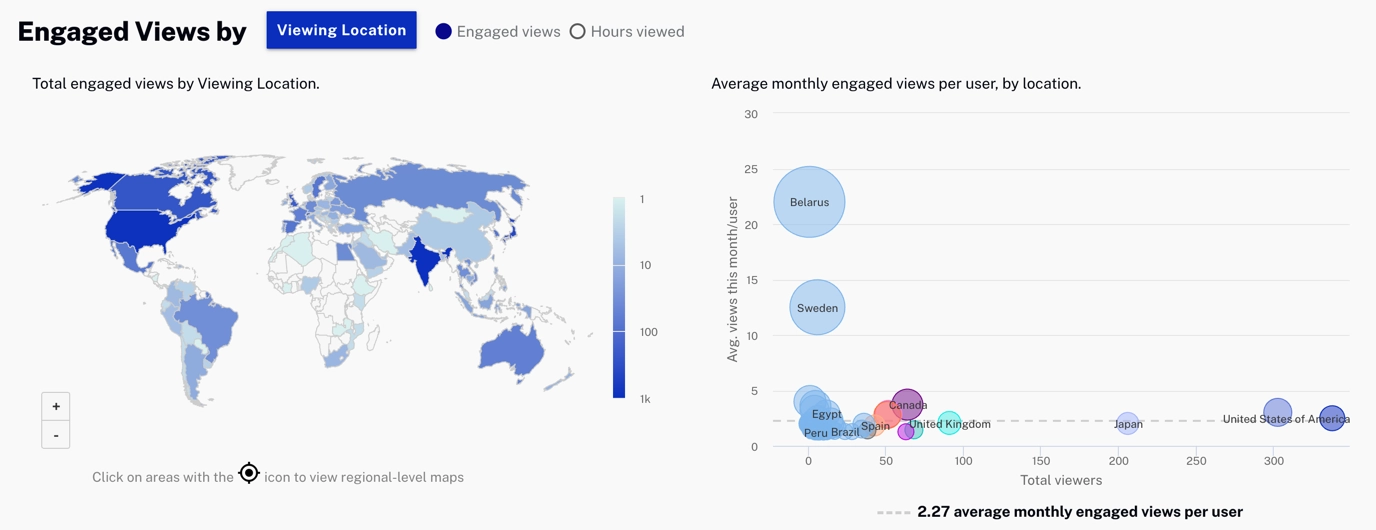 Engaged Views by
Viewing Location
Engaged views
Hours viewed
Total engaged views by Viewing Location.
1
10
100
1k
+
-
Click on areas with the icon to view regional-level maps
Average monthly engaged views per user, by location.
Avg. views this month/user
30
25
20
15
10
5
0
Belarus
Sweden
Egypt
Peru
Brazil
Spain
Canada
United Kingdom
Japan
United States of America
0
50
100
150
200
250
300
Total viewers
2.27 average monthly engaged views per user